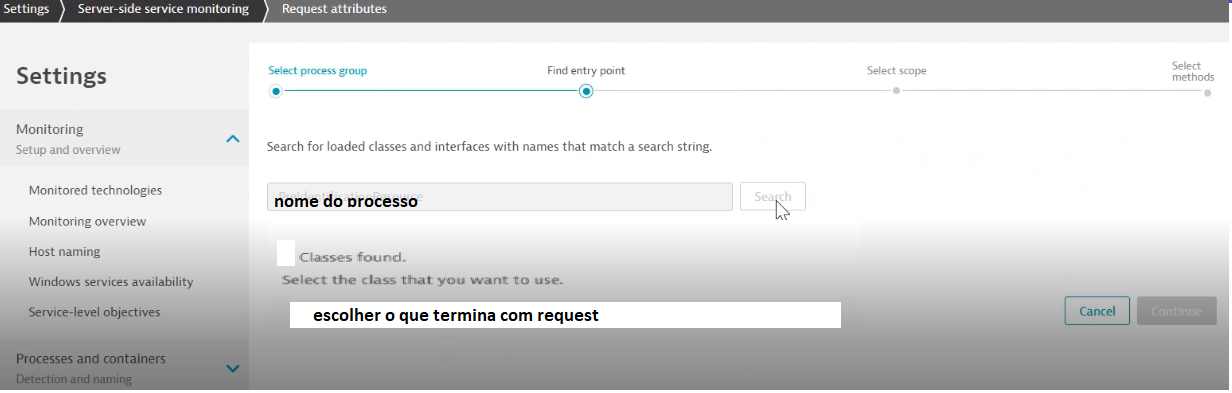 Settings Server-side service monitoring Request attributes
Settings
Select process group Find entry point Select scope Select methods
Monitoring
Setup and overview
Search for loaded classes and interfaces with names that match a search string.
Monitored technologies
nome do processo Search
Monitoring overview
Host naming
Classes found.
Windows services availability
Select the class that you want to use.
Service-level objectives
escolher o que termina com request
Cancel Continue
Processes and containers
Detection and naming